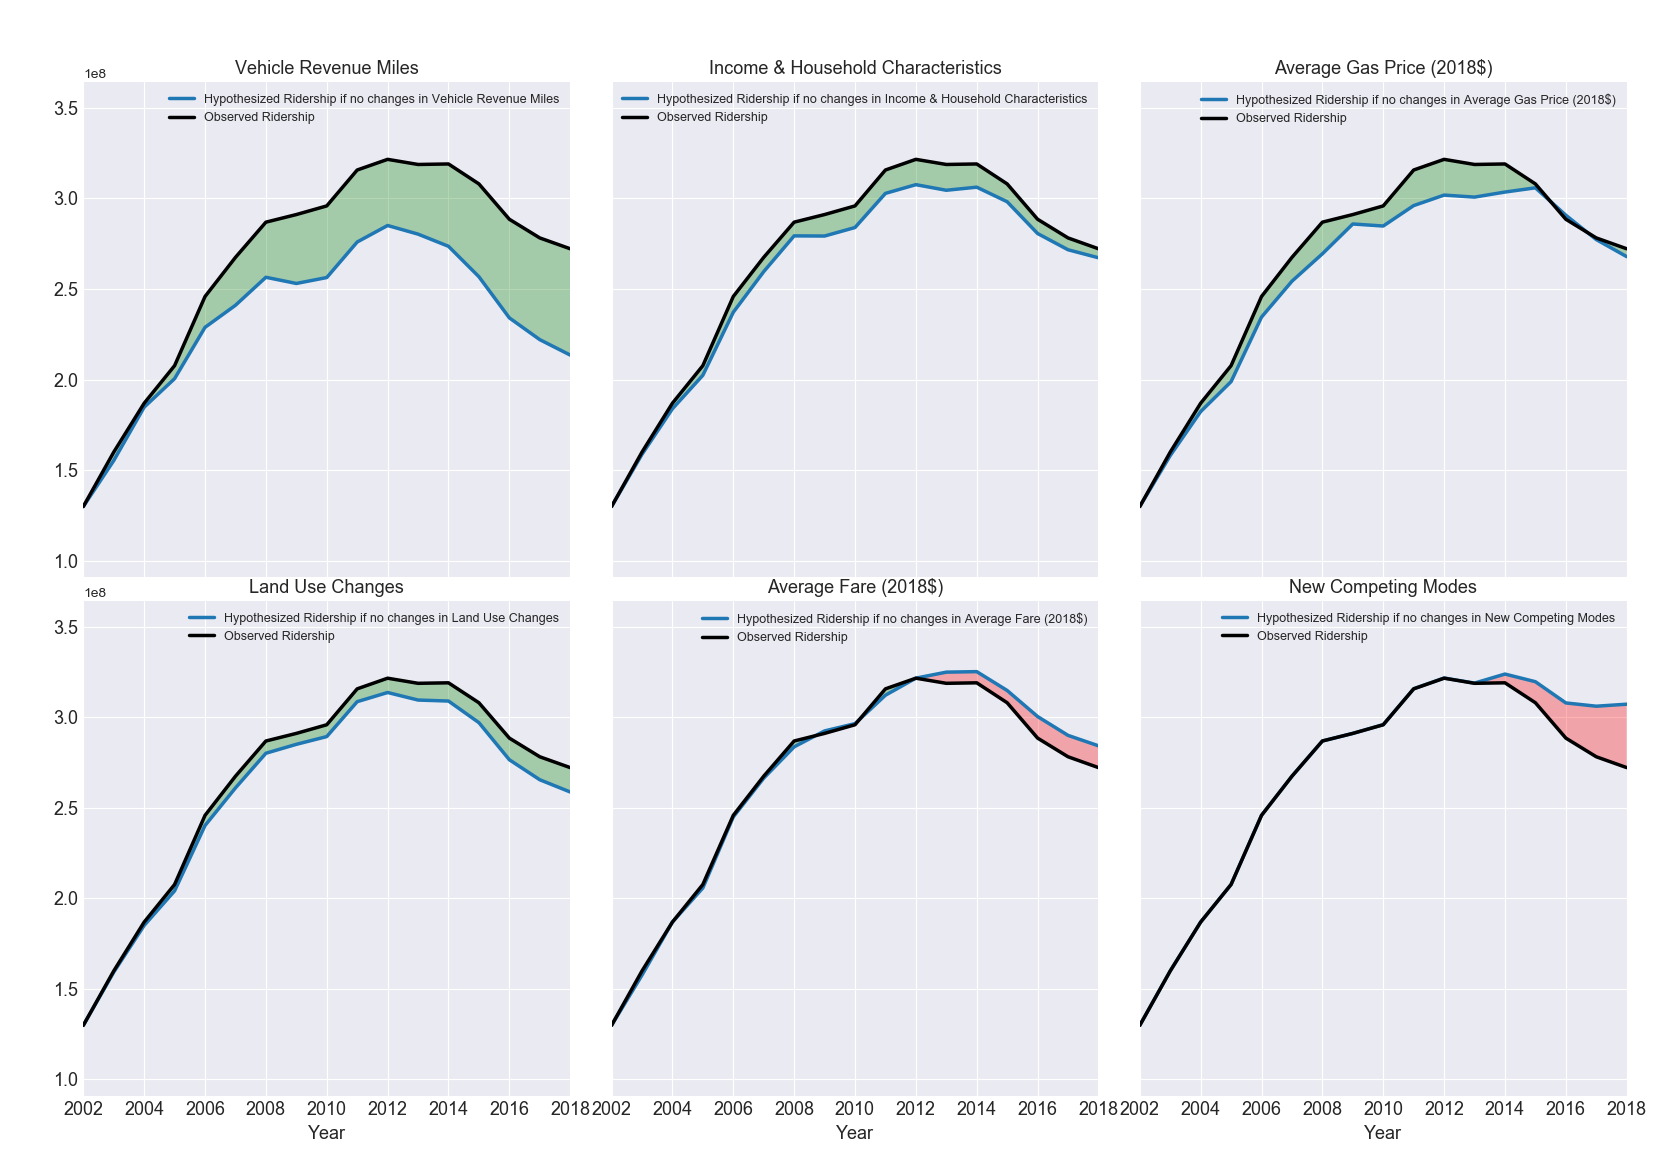 Vehicle Revenue Miles
1e8
Hypothesized Ridership if no changes in Vehicle Revenue Miles
Observed Ridership
3.5
3.0
2.5
2.0
1.5
1.0
Income & Household Characteristics
Hypothesized Ridership if no changes in Income & Household Characteristics
Observed Ridership
Average Gas Price (2018$)
Hypothesized Ridership if no changes in Average Gas Price (2018$)
Observed Ridership
Land Use Changes
1e8
Hypothesized Ridership if no changes in Land Use Changes
Observed Ridership
3.5
3.0
2.5
2.0
1.5
1.0
2002 2004 2006 2008 2010 2012 2014 2016 2018
Year
Average Fare (2018$)
Hypothesized Ridership if no changes in Average Fare (2018$)
Observed Ridership
2002 2004 2006 2008 2010 2012 2014 2016 2018
Year
New Competing Modes
Hypothesized Ridership if no changes in New Competing Modes
Observed Ridership
2002 2004 2006 2008 2010 2012 2014 2016 2018
Year